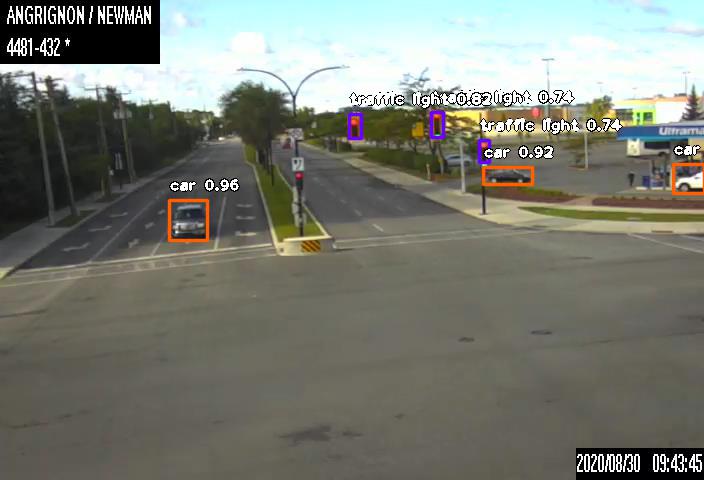 ANGRIGNON / NEWMAN
4481-432 *
traffic light 0.82
light 0.74
traffic light 0.74
car 0.92
car
car 0.96
Ultrama
2020/08/30 09:43:45